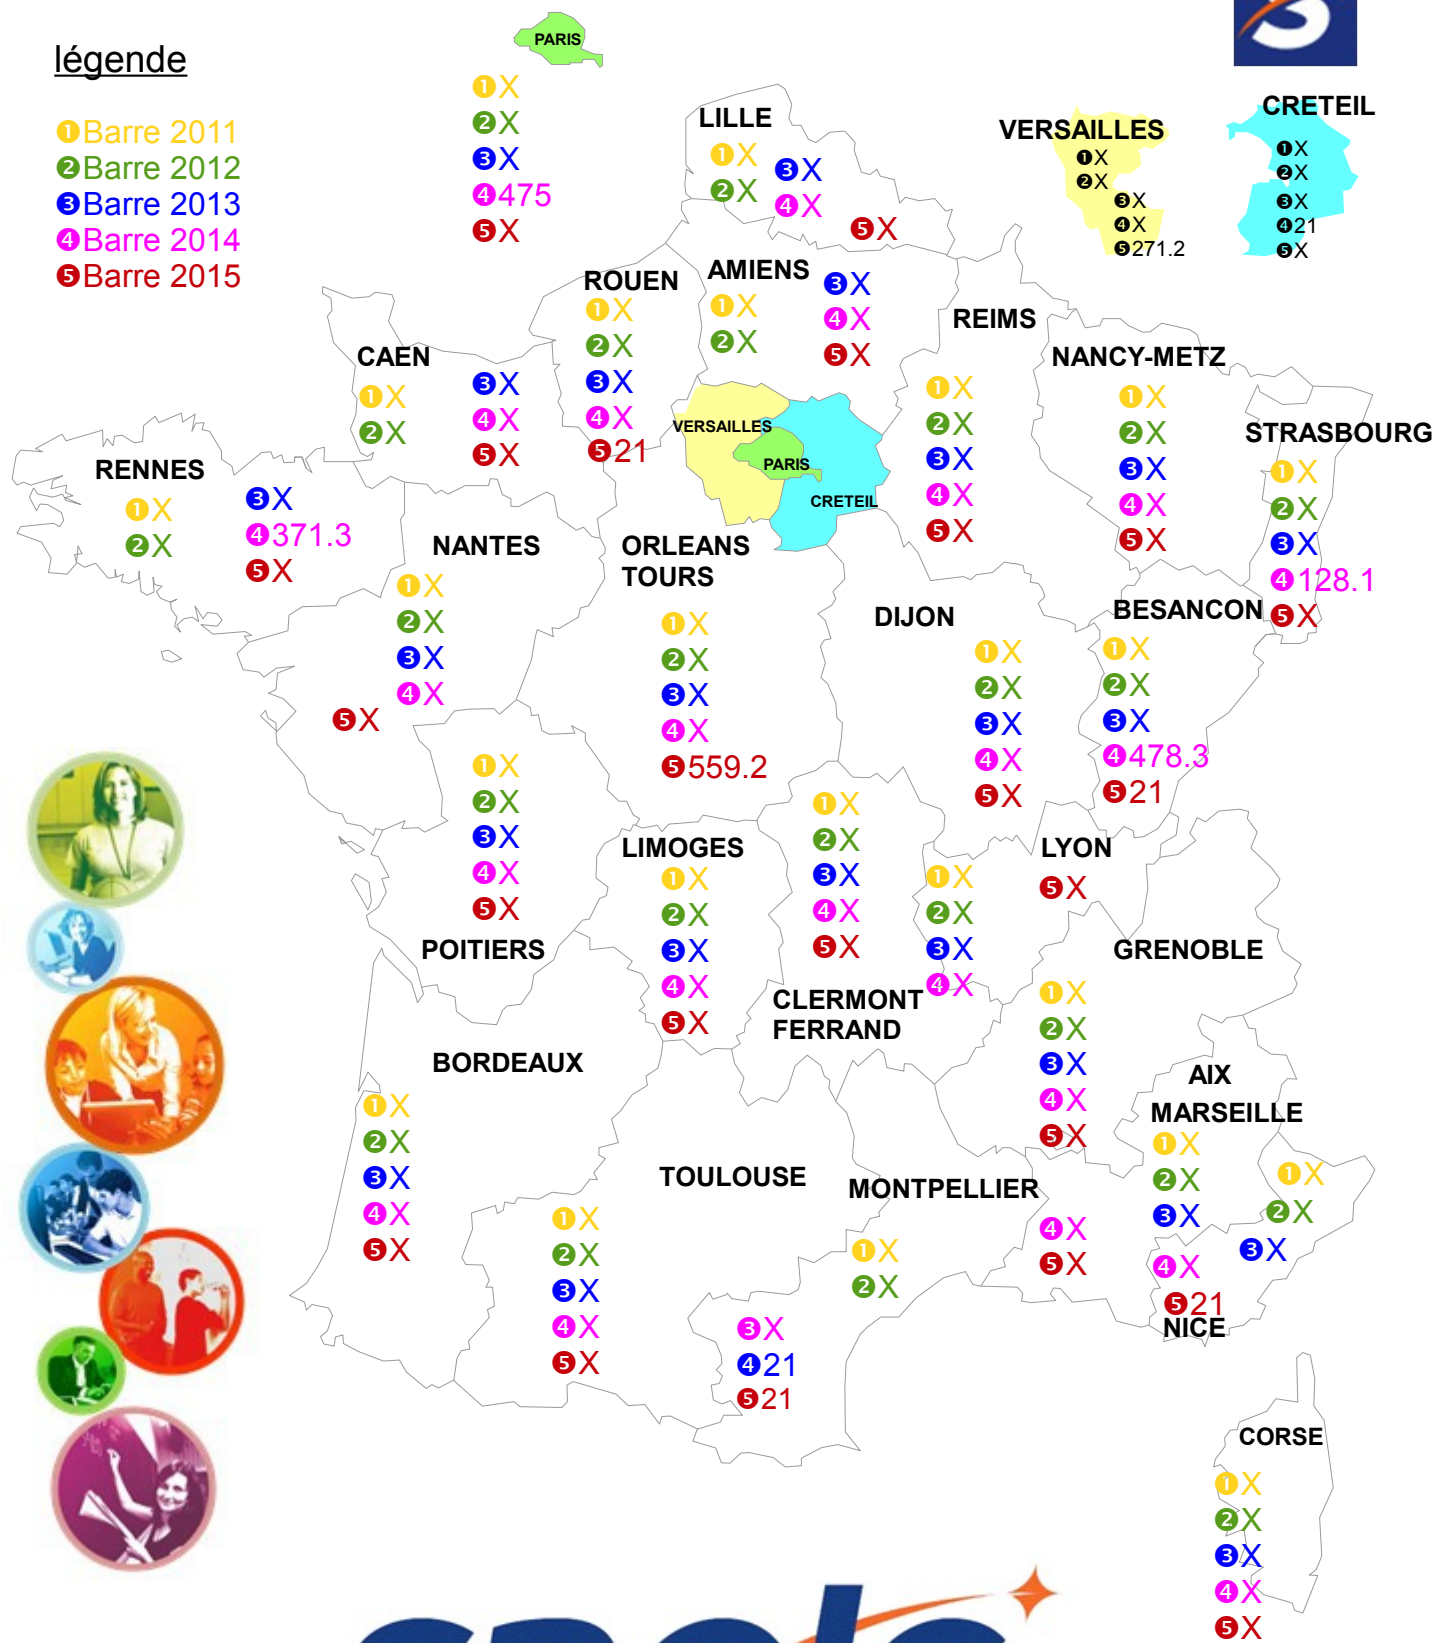 légende
❶Barre 2011
❷Barre 2012
❸Barre 2013
❹Barre 2014
❺Barre 2015
PARIS
❶X
❷X
❸X
❹475
❺X
LILLE
❶X
❷X
❸X
❹X
❺X
VERSAILLES
❶X
❷X
❸X
❹X
❺271.2
CRETEIL
❶X
❷X
❸X
❹21
❺X
ROUEN
❶X
❷X
❸X
❹X
❺21
AMIENS
❶X
❷X
❸X
❹X
❺X
REIMS
❶X
❷X
❸X
❹X
❺X
CAEN
❶X
❷X
❸X
❹X
❺X
NANCY-METZ
❶X
❷X
❸X
❹X
❺X
VERSAILLES
PARIS
CRETEIL
STRASBOURG
❶X
❷X
❸X
❹128.1
❺X
RENNES
❶X
❷X
❸X
❹371.3
❺X
NANTES
❶X
❷X
❸X
❹X
❺X
ORLEANS
TOURS
❶X
❷X
❸X
❹X
❺559.2
DIJON
❶X
❷X
❸X
❹X
❺X
BESANCON
❶X
❷X
❸X
❹478.3
❺21
❶X
❷X
❸X
❹X
❺X
POITIERS
LIMOGES
❶X
❷X
❸X
❹X
❺X
❶X
❷X
❸X
❹X
❺X
CLERMONT
FERRAND
LYON
❶X
❷X
❸X
❹X
❺X
GRENOBLE
❶X
❷X
❸X
❹X
❺X
BORDEAUX
❶X
❷X
❸X
❹X
❺X
TOULOUSE
❶X
❷X
❸X
❹X
❺X
MONTPELLIER
❶X
❷X
❸X
❹21
❺21
AIX
MARSEILLE
❶X
❷X
❸X
❹X
❺X
❶X
❷X
❸X
❹X
❺21
NICE
CORSE
❶X
❷X
❸X
❹X
❺X